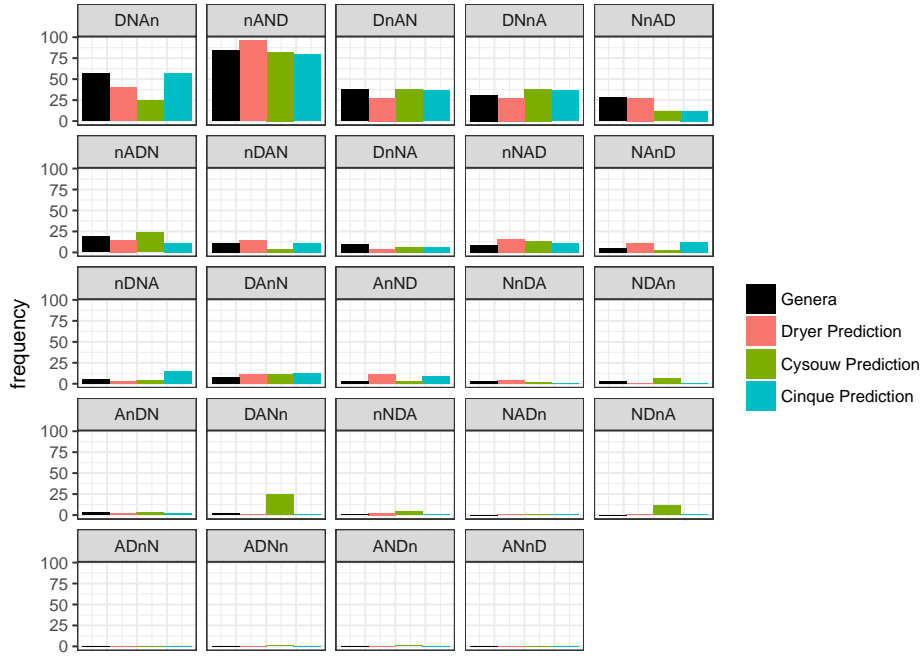 DNAn nAND DnAN DNnA NnAD
100
75
50
25
0
nADN nDAN DnNA nNAD NAnD
100
75
50
25
0
nDNA DAnN AnND NnDA NDAn
100
75
50
25
0
AnDN DANn nNDA NADn NDnA
100
75
50
25
0
ADnN ADNn ANDn ANnD
100
75
50
25
0
frequency
Genera
Dryer Prediction
Cysouw Prediction
Cinque Prediction